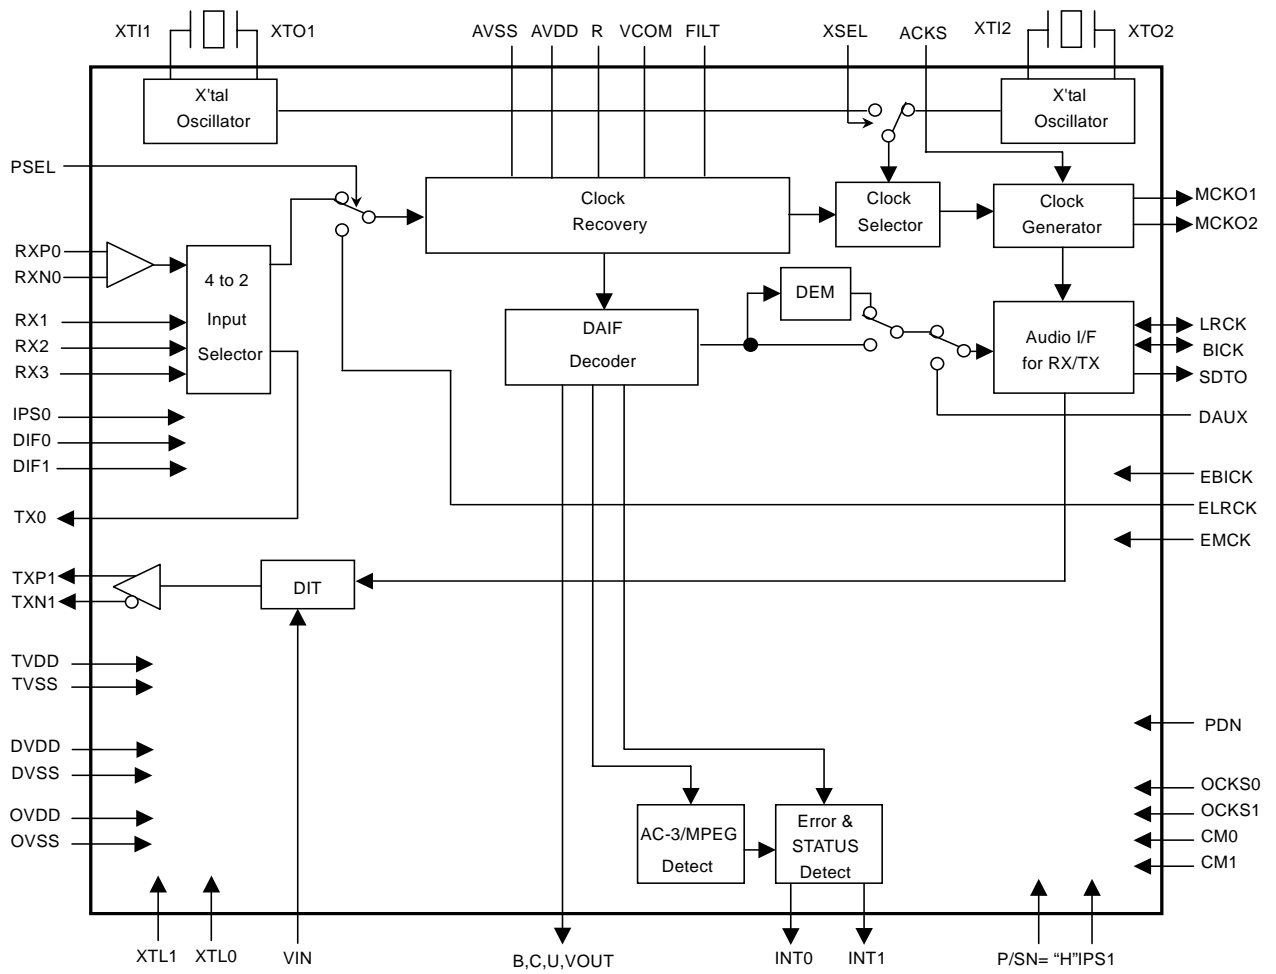 XTI1
XTO1
AVSS
AVDD
R
VCOM
FILT
XSEL
ACKS
XTI2
XTO2
X'tal
Oscillator
X'tal
Oscillator
PSEL
Clock
Recovery
Clock
Selector
Clock
Generator
MCKO1
MCKO2
RXP0
RXN0
4 to 2
Input
Selector
RX1
RX2
RX3
DEM
DAIF
Decoder
Audio I/F
for RX/TX
LRCK
BICK
SDTO
DAUX
IPS0
DIF0
DIF1
EBICK
ELRCK
EMCK
TX0
TXP1
TXN1
DIT
TVDD
TVSS
DVDD
DVSS
OVDD
OVSS
PDN
OCKS0
OCKS1
CM0
CM1
AC-3/MPEG
Detect
Error &
STATUS
Detect
XTL1
XTL0
VIN
B,C,U,VOUT
INT0
INT1
P/SN= “H”
IPS1